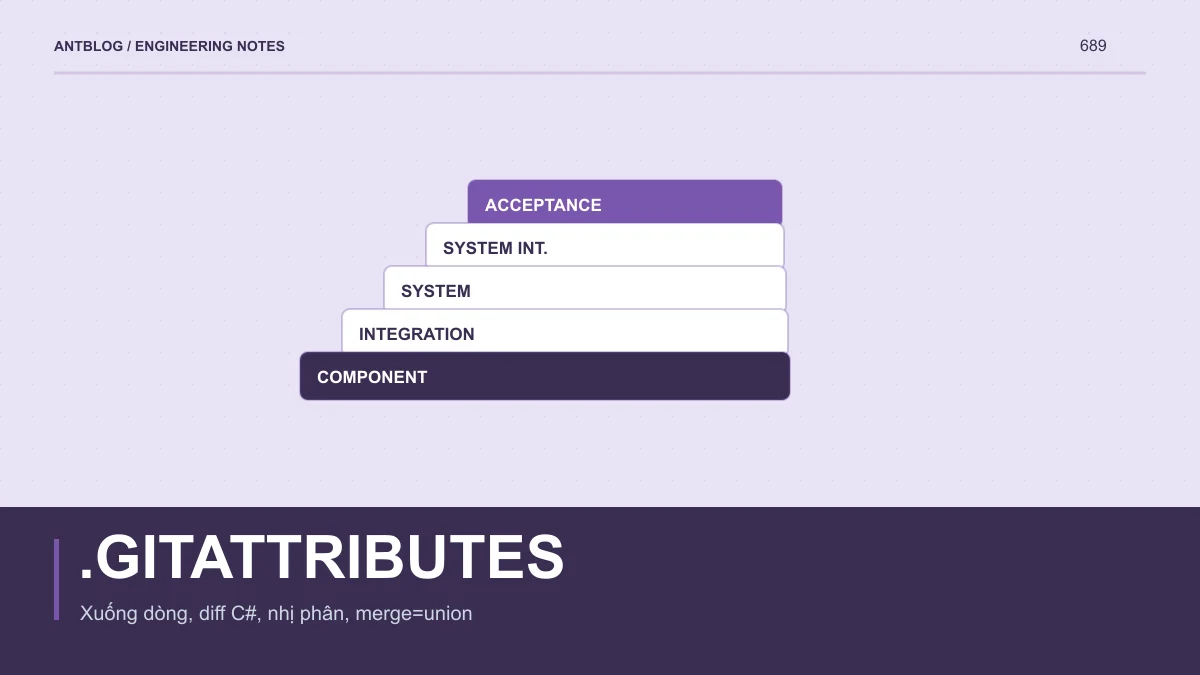 ANTBLOG / ENGINEERING NOTES
689
ACCEPTANCE
SYSTEM INT.
SYSTEM
INTEGRATION
COMPONENT
.GITATTRIBUTES
Xuống dòng, diff C#, nhị phân, merge=union